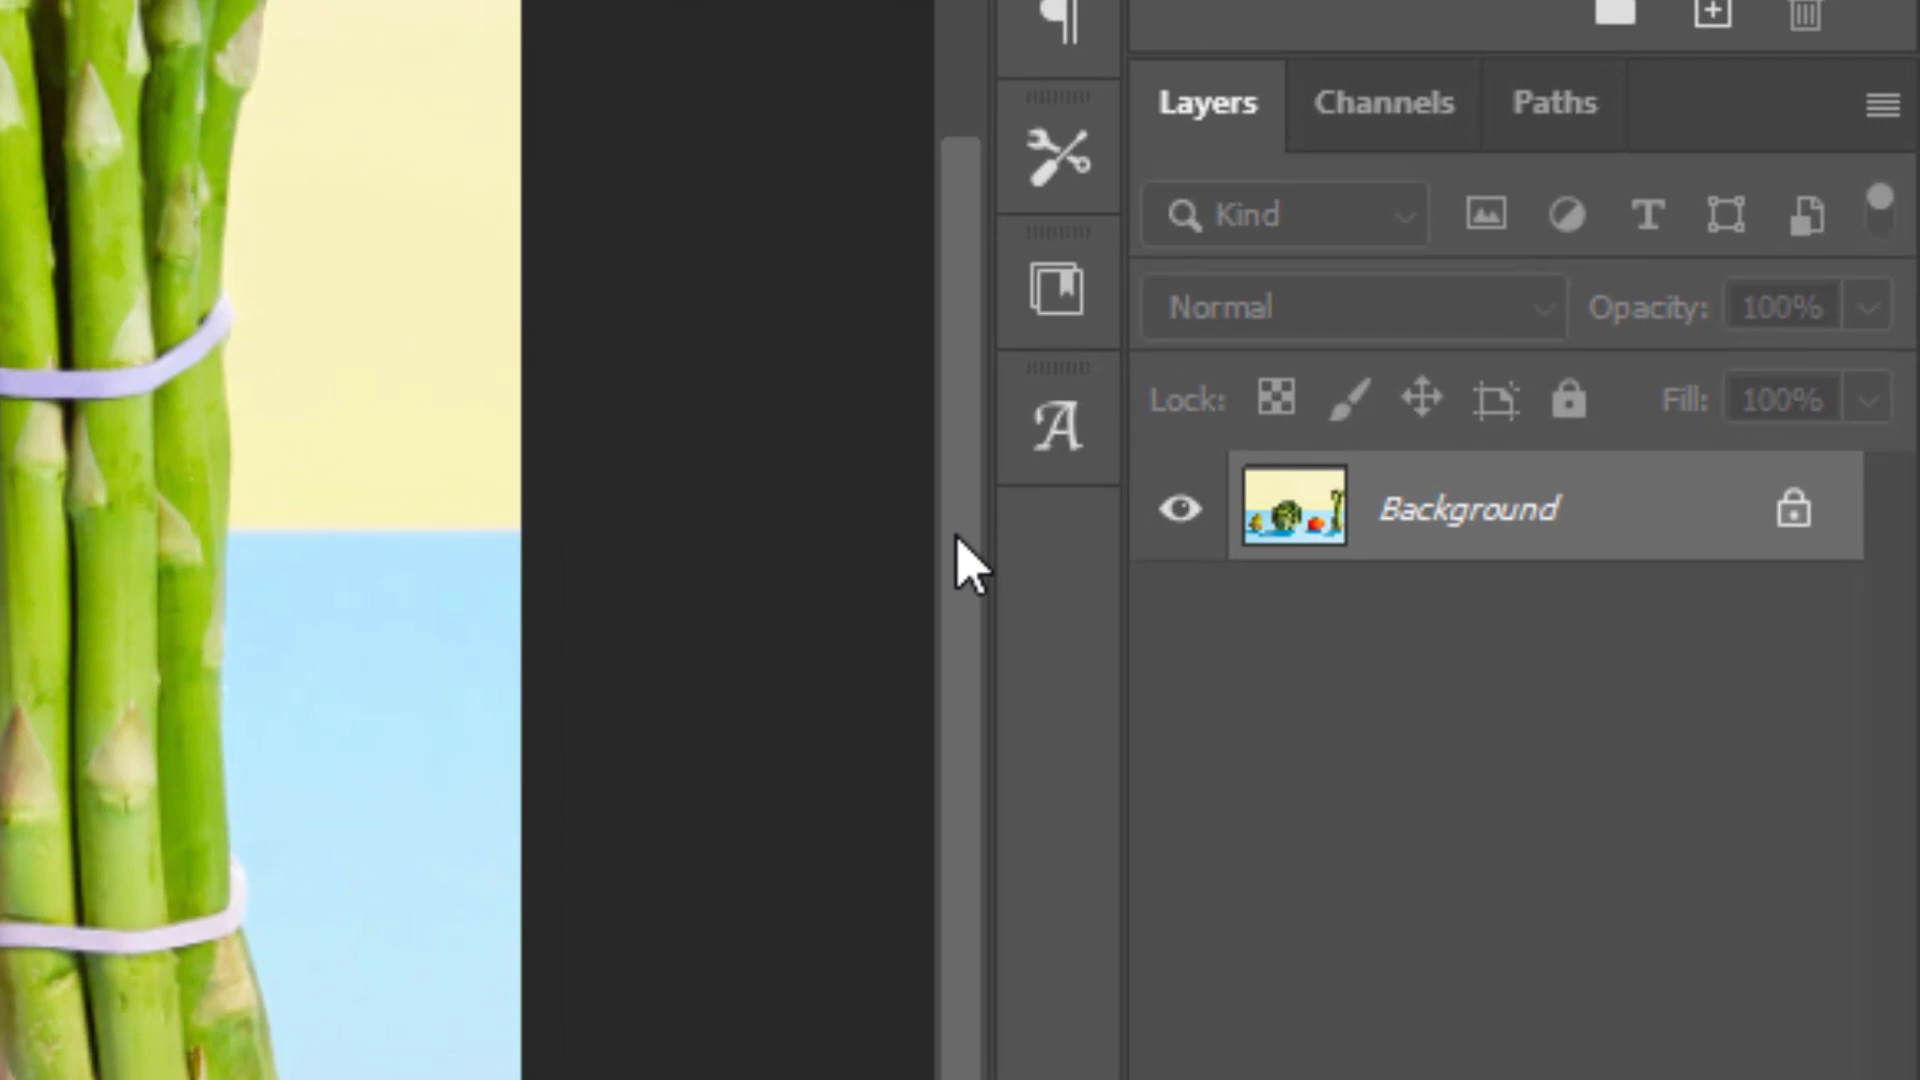 Layers Channels Paths
Kind
Normal Opacity: 100%
Lock: Fill: 100%
Background